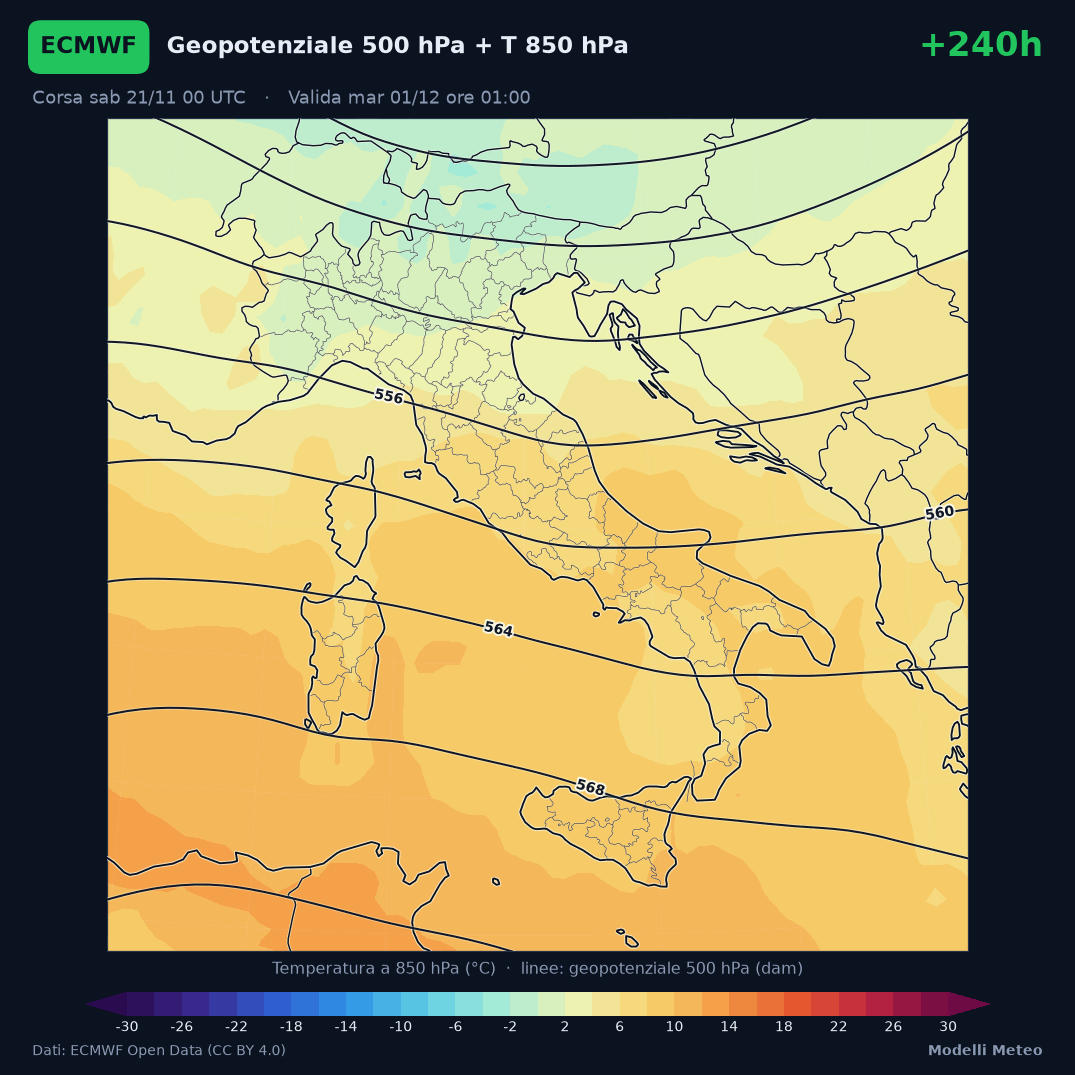 ECMWF Geopotenziale 500 hPa + T 850 hPa +240h
Corsa sab 21/11 00 UTC · Valida mar 01/12 ore 01:00
556
560
564
568
Temperatura a 850 hPa (°C) · linee: geopotenziale 500 hPa (dam)
-30 -26 -22 -18 -14 -10 -6 -2 2 6 10 14 18 22 26 30
Dati: ECMWF Open Data (CC BY 4.0) Modelli Meteo